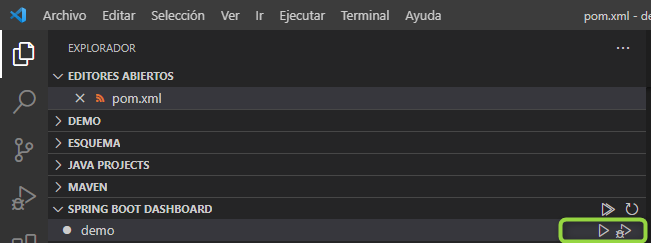 Archivo Editar Selección Ver Ir Ejecutar Terminal Ayuda pom.xml - de
EXPLORADOR
EDITORES ABIERTOS
pom.xml
DEMO
ESQUEMA
JAVA PROJECTS
MAVEN
SPRING BOOT DASHBOARD
demo